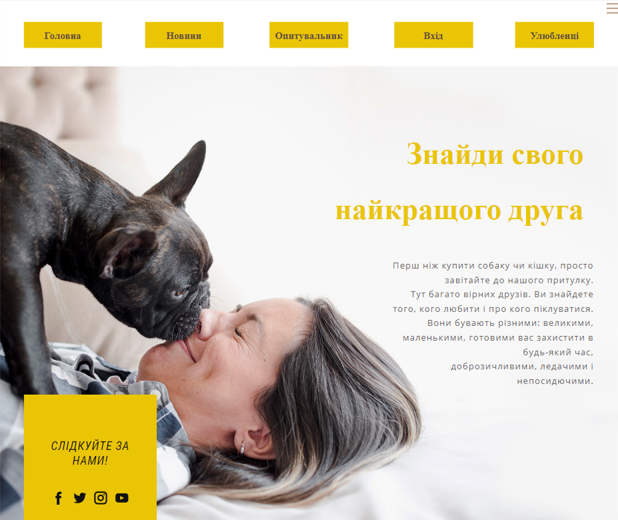 Головна
Новини
Опитувальник
Вхід
Улюбленці
Знайди свого
найкращого друга
Перш ніж купити собаку чи кішку, просто
завітайте до нашого притулку.
Тут багато вірних друзів. Ви знайдете
того, кого любити і про кого піклуватися.
Вони бувають різними: великими,
маленькими, готовими вас захистити в
будь-який час,
доброзичливими, ледачими і
непосидючими.
СЛІДКУЙТЕ ЗА
НАМИ!